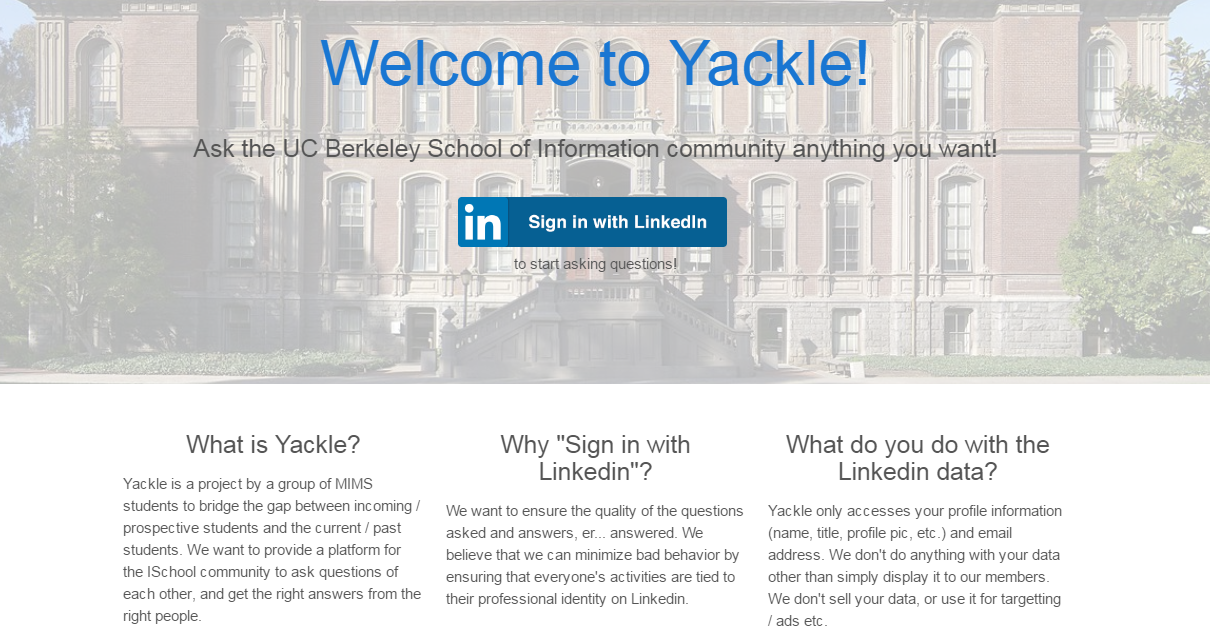 Welcome to Yackle!
Ask the UC Berkeley School of Information community anything you want!
in Sign in with LinkedIn
to start asking questions!
What is Yackle?
Yackle is a project by a group of MIMS
students to bridge the gap between incoming /
prospective students and the current / past
students. We want to provide a platform for
the ISchool community to ask questions of
each other, and get the right answers from the
right people.
Why "Sign in with
Linkedin"?
We want to ensure the quality of the questions
asked and answers, er... answered. We
believe that we can minimize bad behavior by
ensuring that everyone's activities are tied to
their professional identity on Linkedin.
What do you do with the
Linkedin data?
Yackle only accesses your profile information
(name, title, profile pic, etc.) and email
address. We don't do anything with your data
other than simply display it to our members.
We don't sell your data, or use it for targetting
/ ads etc.